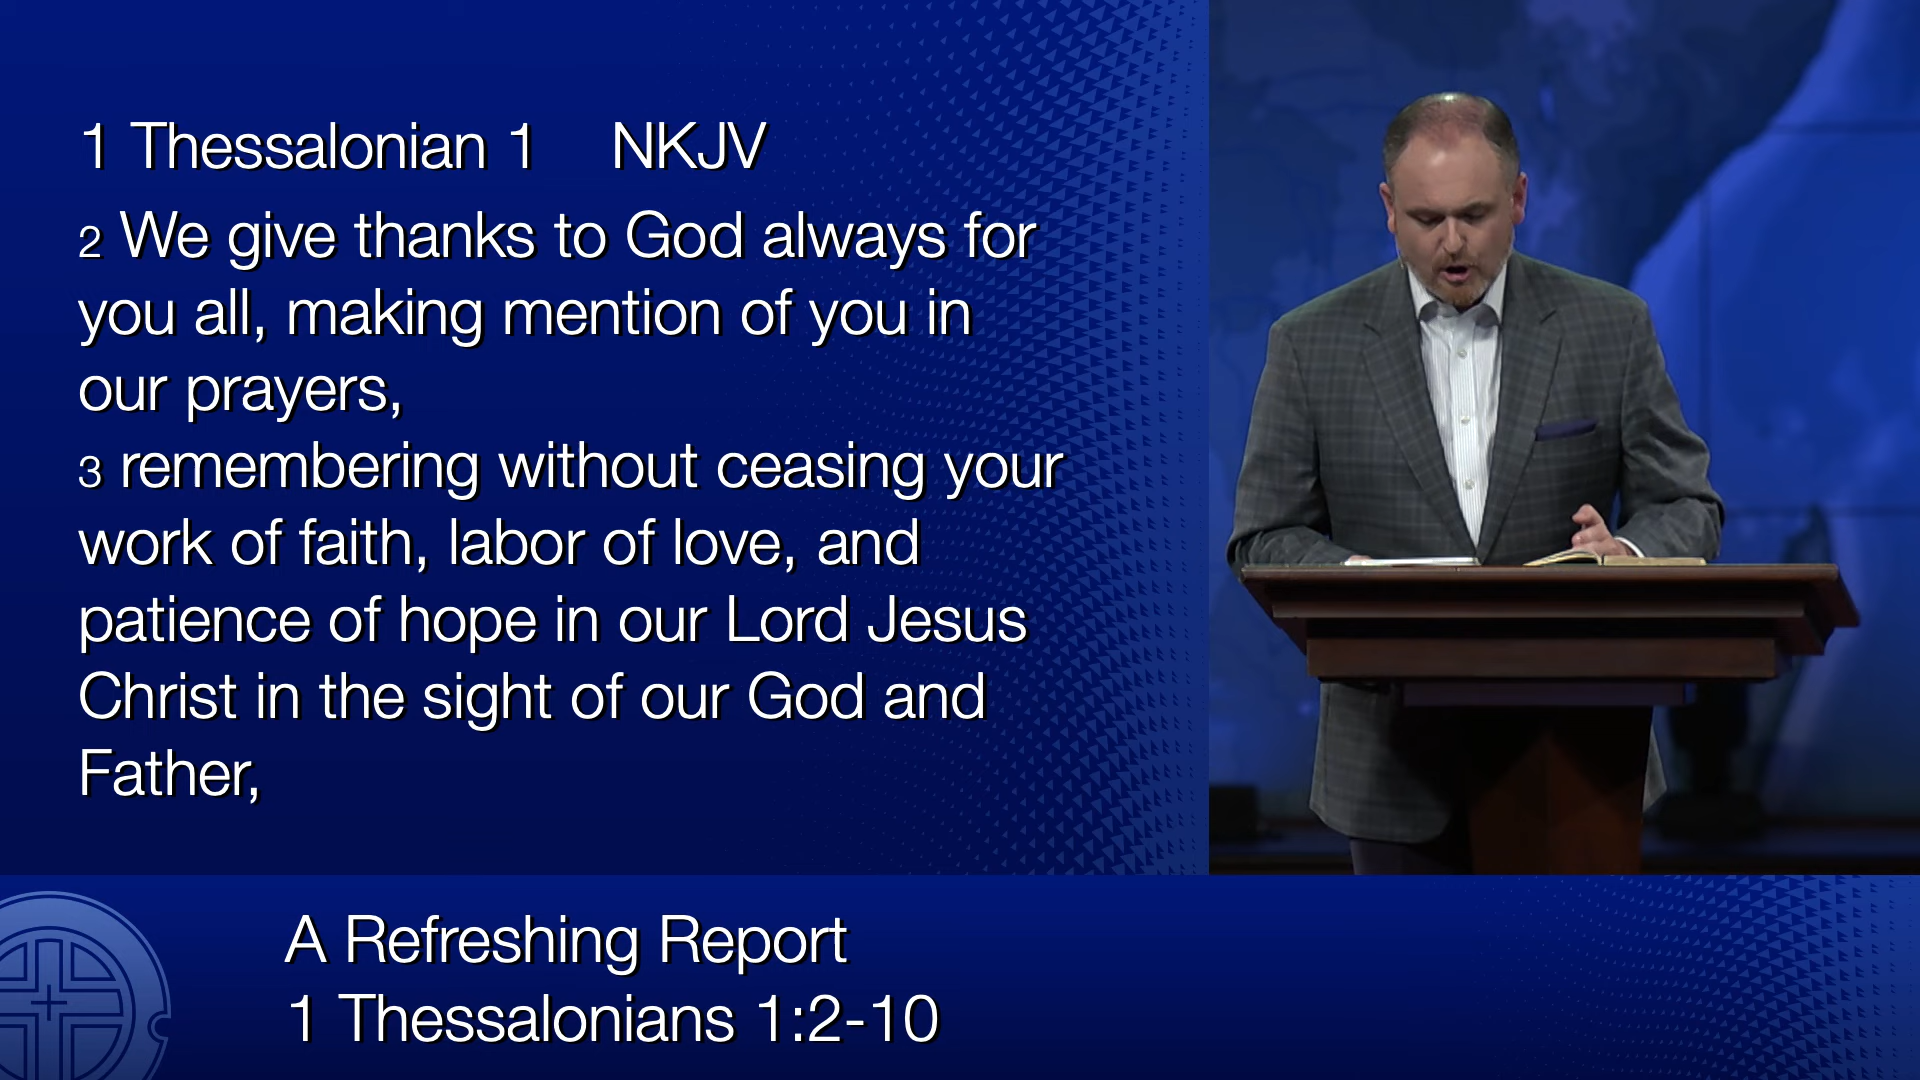 1 Thessalonian 1 NKJV
2 We give thanks to God always for
you all, making mention of you in
our prayers,
3 remembering without ceasing your
work of faith, labor of love, and
patience of hope in our Lord Jesus
Christ in the sight of our God and
Father,
A Refreshing Report
1 Thessalonians 1:2-10